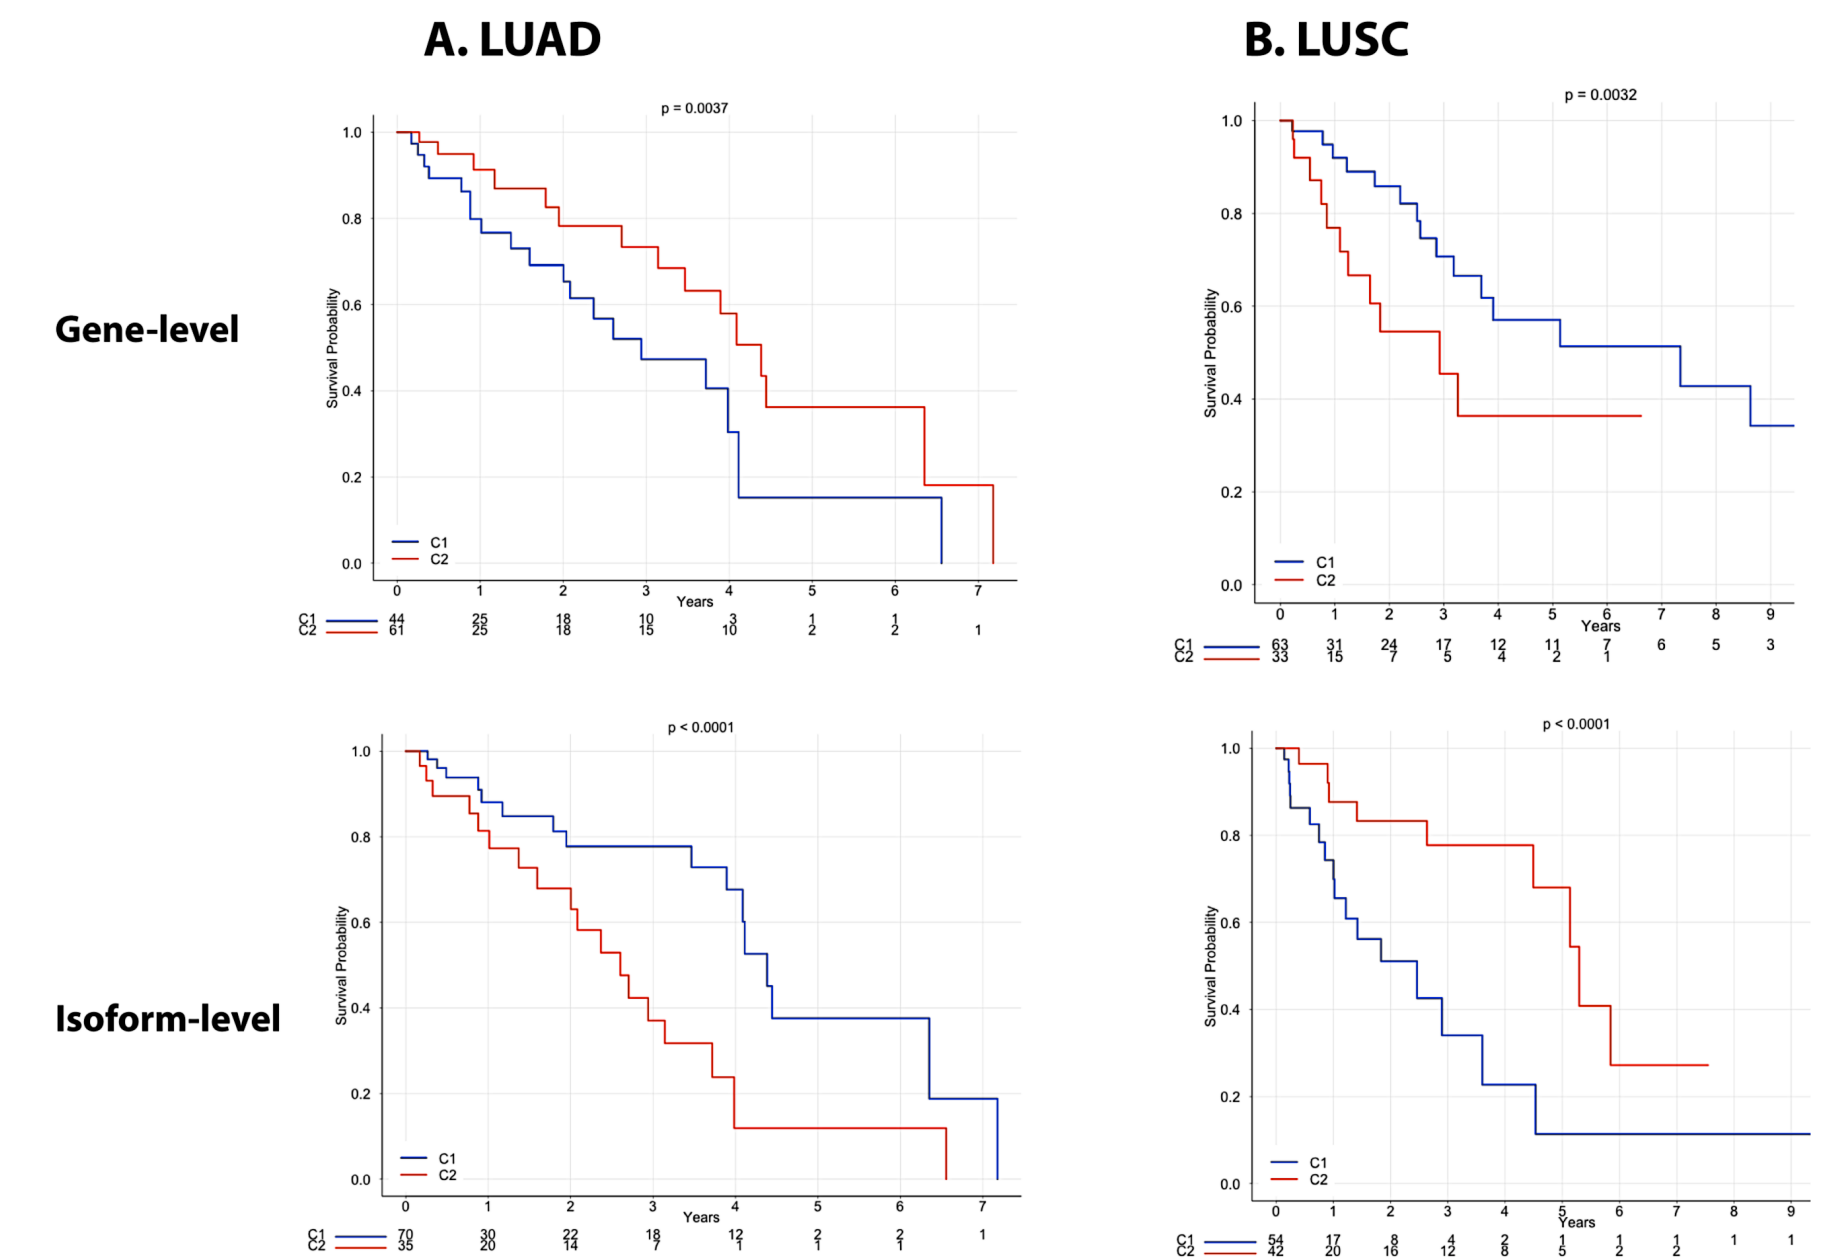 A. LUAD
B. LUSC
Gene-level
p = 0.0037
Survival Probability
1.0
0.8
0.6
0.4
0.2
0.0
C1
C2
0 1 2 3 4 5 6 7
Years
C1 44 25 18 10 3 1 1
C2 61 25 18 15 10 2 2 1
p = 0.0032
Survival Probability
1.0
0.8
0.6
0.4
0.2
0.0
C1
C2
0 1 2 3 4 5 6 7 8 9
Years
C1 63 31 24 17 12 11 7 6 5 3
C2 33 15 7 5 4 2 1
Isoform-level
p < 0.0001
Survival Probability
1.0
0.8
0.6
0.4
0.2
0.0
C1
C2
0 1 2 3 4 5 6 7
Years
C1 70 30 22 18 12 2 2 1
C2 35 20 14 7 1 1 1
p < 0.0001
Survival Probability
1.0
0.8
0.6
0.4
0.2
0.0
C1
C2
0 1 2 3 4 5 6 7 8 9
Years
C1 54 17 8 4 2 1 1 1 1 1
C2 42 20 16 12 8 5 2 2